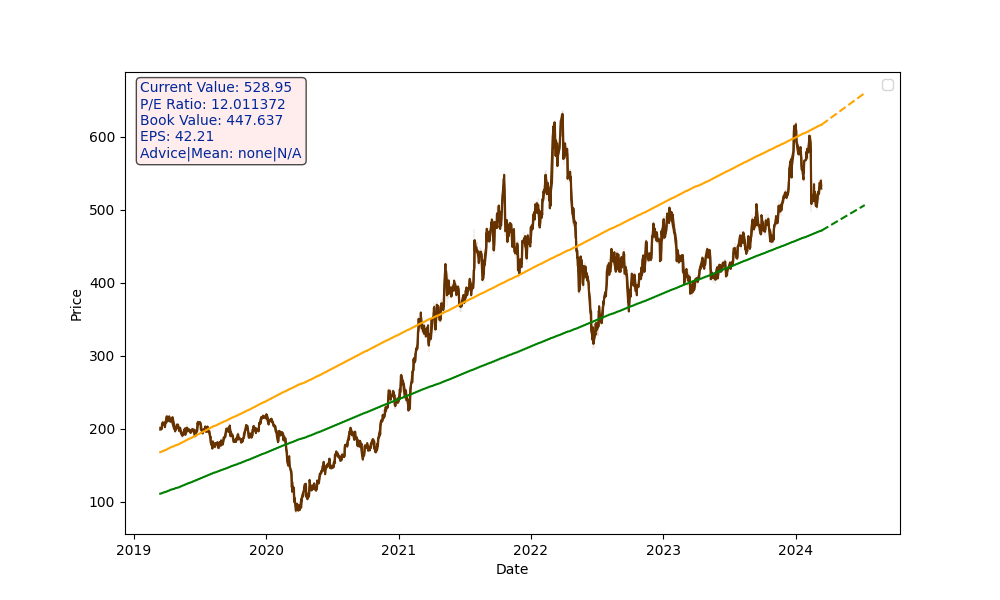 Current Value: 528.95
P/E Ratio: 12.011372
Book Value: 447.637
EPS: 42.21
Advice|Mean: none|N/A
Price
600
500
400
300
200
100
2019 2020 2021 2022 2023 2024
Date